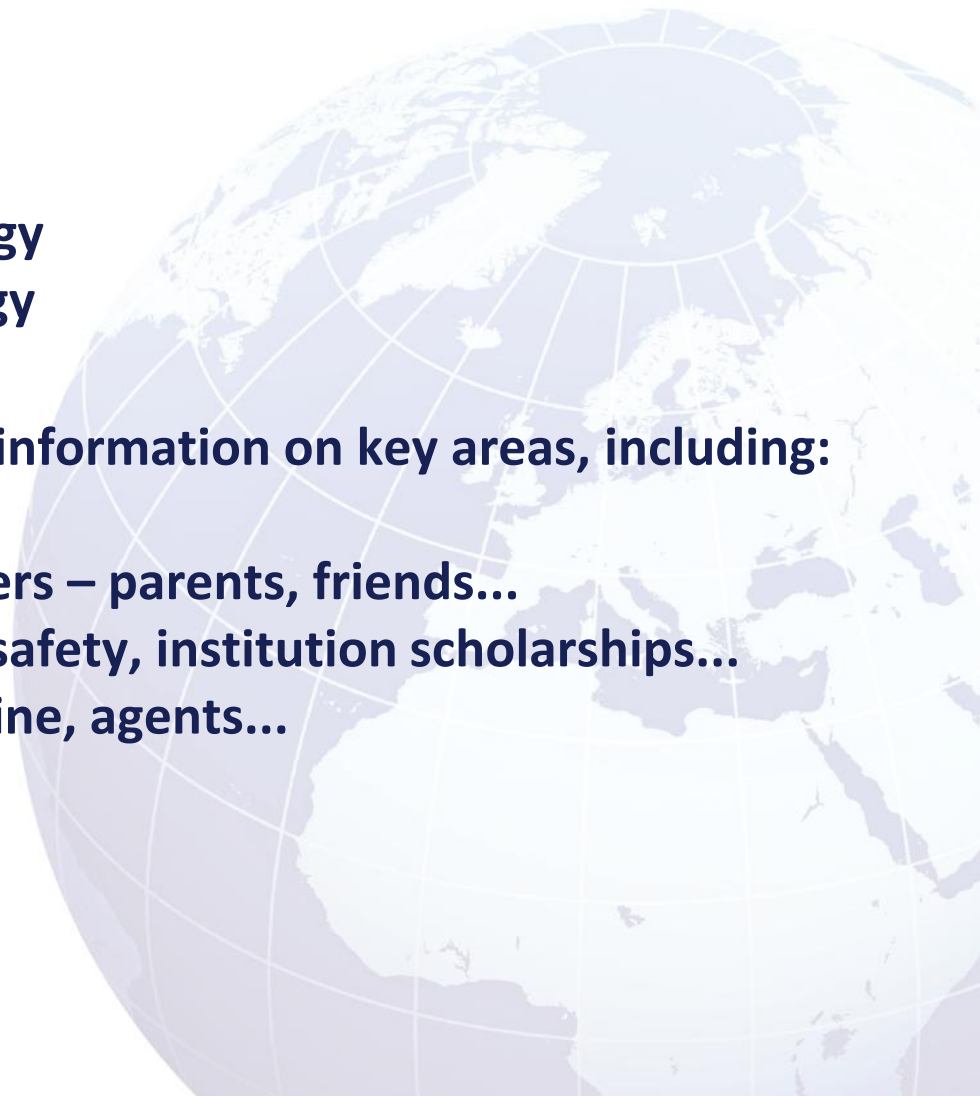 gy
gy
information on key areas, including:
ers – parents, friends...
safety, institution scholarships...
ine, agents...